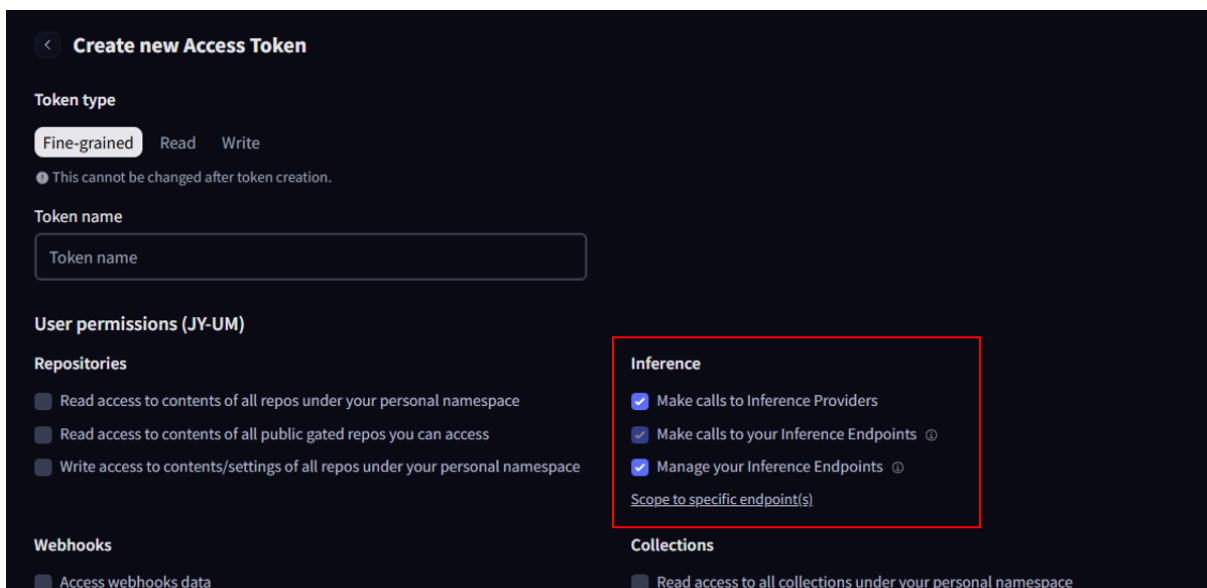 Create new Access Token
Token type
Fine-grained Read Write
This cannot be changed after token creation.
Token name
Token name
User permissions (JY-UM)
Repositories
Read access to contents of all repos under your personal namespace
Read access to contents of all public gated repos you can access
Write access to contents/settings of all repos under your personal namespace
Inference
Make calls to Inference Providers
Make calls to your Inference Endpoints
Manage your Inference Endpoints
Scope to specific endpoint(s)
Webhooks
Access webhooks data
Collections
Read access to all collections under your personal namespace